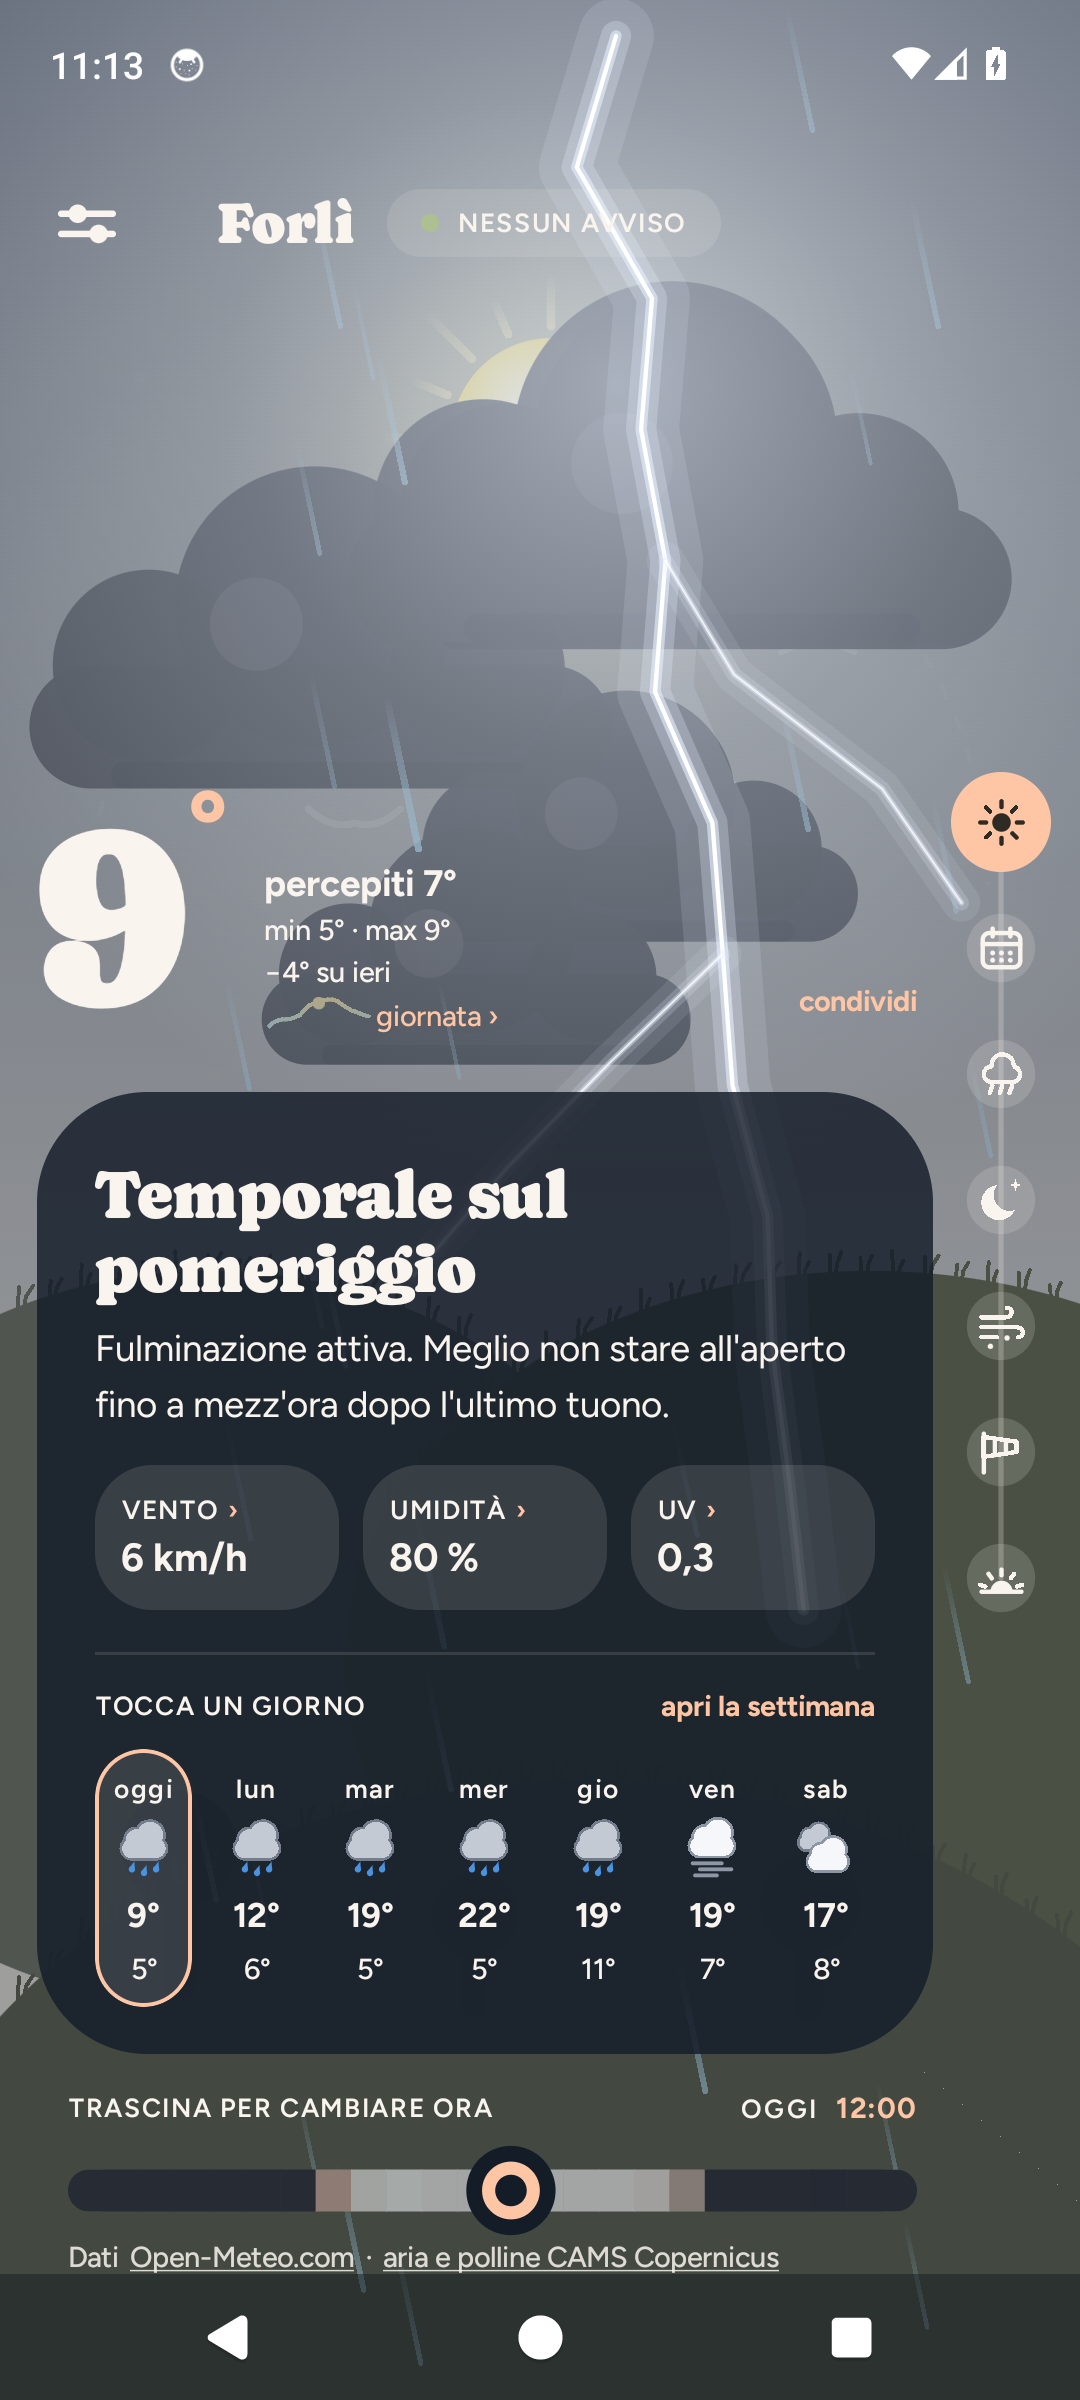 11:13
Forlì
NESSUN AVVISO
9°
percepiti 7°
min 5° · max 9°
−4° su ieri
giornata ›
condividi
Temporale sul
pomeriggio
Fulminazione attiva. Meglio non stare all'aperto
fino a mezz'ora dopo l'ultimo tuono.
VENTO › UMIDITÀ › UV ›
6 km/h 80 % 0,3
TOCCA UN GIORNO apri la settimana
oggi lun mar mer gio ven sab
9° 12° 19° 22° 19° 19° 17°
5° 6° 5° 5° 11° 7° 8°
TRASCINA PER CAMBIARE ORA OGGI 12:00
Dati Open-Meteo.com · aria e polline CAMS Copernicus